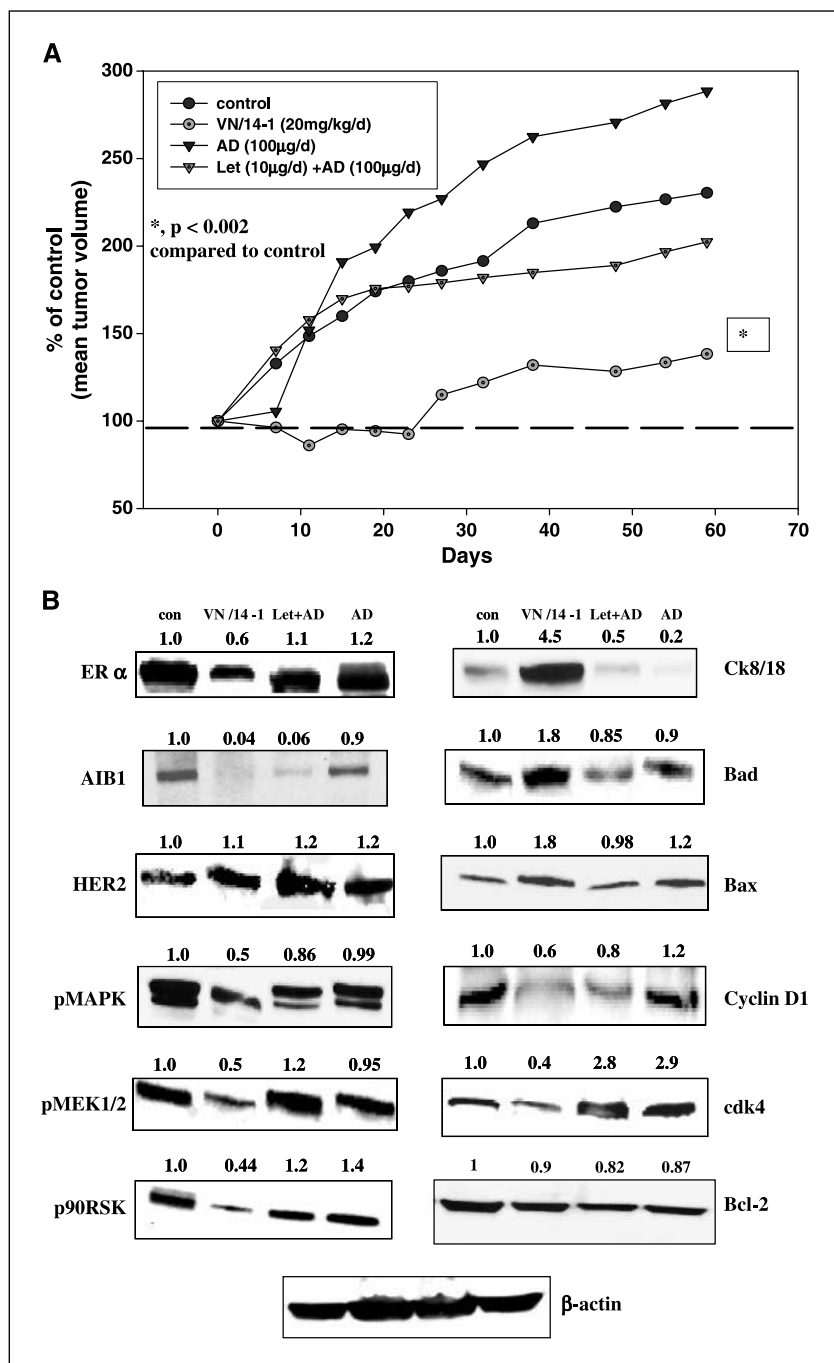 A
300
250
200
150
100
50
% of control
(mean tumor volume)
control
VN/14-1 (20mg/kg/d)
AD (100μg/d)
Let (10μg/d) +AD (100μg/d)
*, p < 0.002
compared to control
*
0 10 20 30 40 50 60 70
Days
B
con VN /14 -1 Let+AD AD
1.0 0.6 1.1 1.2
ER α
1.0 0.04 0.06 0.9
AIB1
1.0 1.1 1.2 1.2
HER2
1.0 0.5 0.86 0.99
pMAPK
1.0 0.5 1.2 0.95
pMEK1/2
1.0 0.44 1.2 1.4
p90RSK
con VN /14 -1 Let+AD AD
1.0 4.5 0.5 0.2
Ck8/18
1.0 1.8 0.85 0.9
Bad
1.0 1.8 0.98 1.2
Bax
1.0 0.6 0.8 1.2
Cyclin D1
1.0 0.4 2.8 2.9
cdk4
1 0.9 0.82 0.87
Bcl-2
β-actin